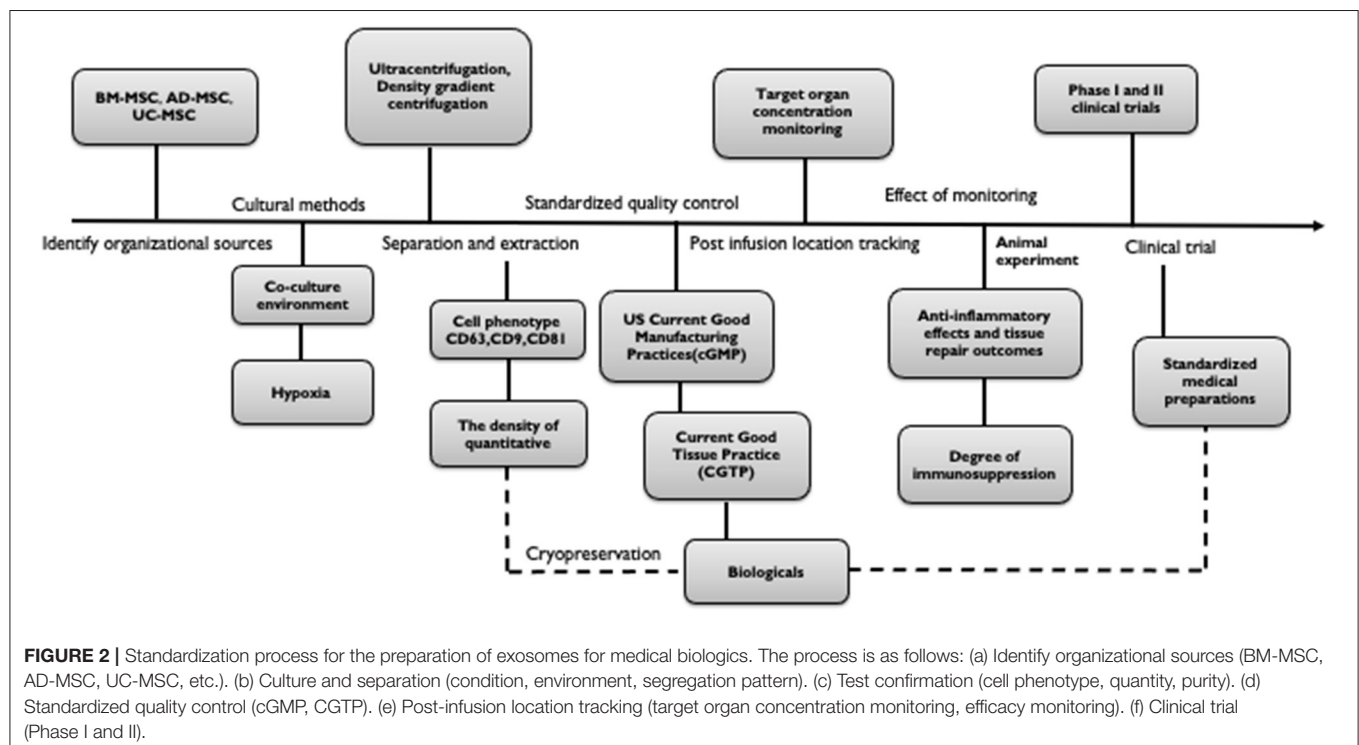 BM-MSC, AD-MSC,
UC-MSC
Ultracentrifugation,
Density gradient
centrifugation
Target organ
concentration
monitoring
Phase I and II
clinical trials
Cultural methods
Standardized quality control
Effect of monitoring
Identify organizational sources
Separation and extraction
Post infusion location tracking
Animal
experiment
Clinical trial
Co-culture
environment
Hypoxia
Cell phenotype
CD63,CD9,CD81
The density of
quantitative
US Current Good
Manufacturing
Practices(cGMP)
Current Good
Tissue Practice
(CGTP)
Anti-inflammatory
effects and tissue
repair outcomes
Degree of
immunosuppression
Standardized
medical
preparations
Cryopreservation
Biologicals
FIGURE 2 | Standardization process for the preparation of exosomes for medical biologics. The process is as follows: (a) Identify organizational sources (BM-MSC,
AD-MSC, UC-MSC, etc.). (b) Culture and separation (condition, environment, segregation pattern). (c) Test confirmation (cell phenotype, quantity, purity). (d)
Standardized quality control (cGMP, CGTP). (e) Post-infusion location tracking (target organ concentration monitoring, efficacy monitoring). (f) Clinical trial
(Phase I and II).